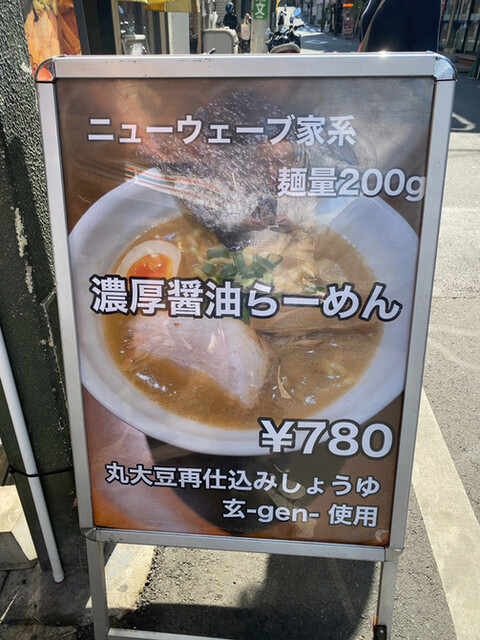 ニューウェーブ家系
麺量200g
濃厚醤油らーめん
¥780
丸大豆再仕込みしょうゆ
玄-gen- 使用